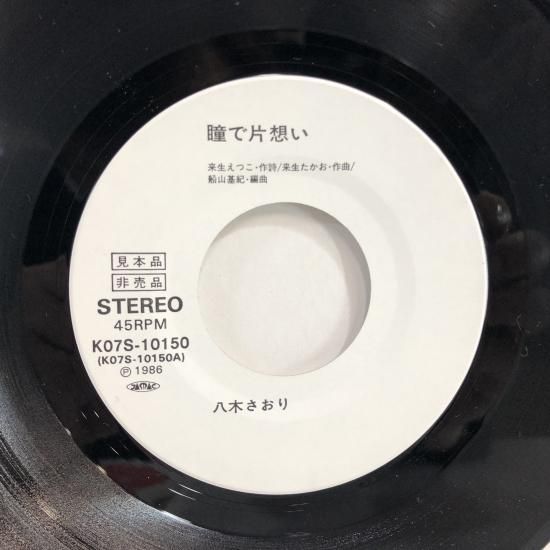 瞳で片想い
来生えつこ・作詩/来生たかお・作曲/
船山基紀・編曲
見本品
非売品
STEREO
45RPM
K07S-10150
(K07S-10150A)
Ⓟ 1986
JASRAC
八木さおり